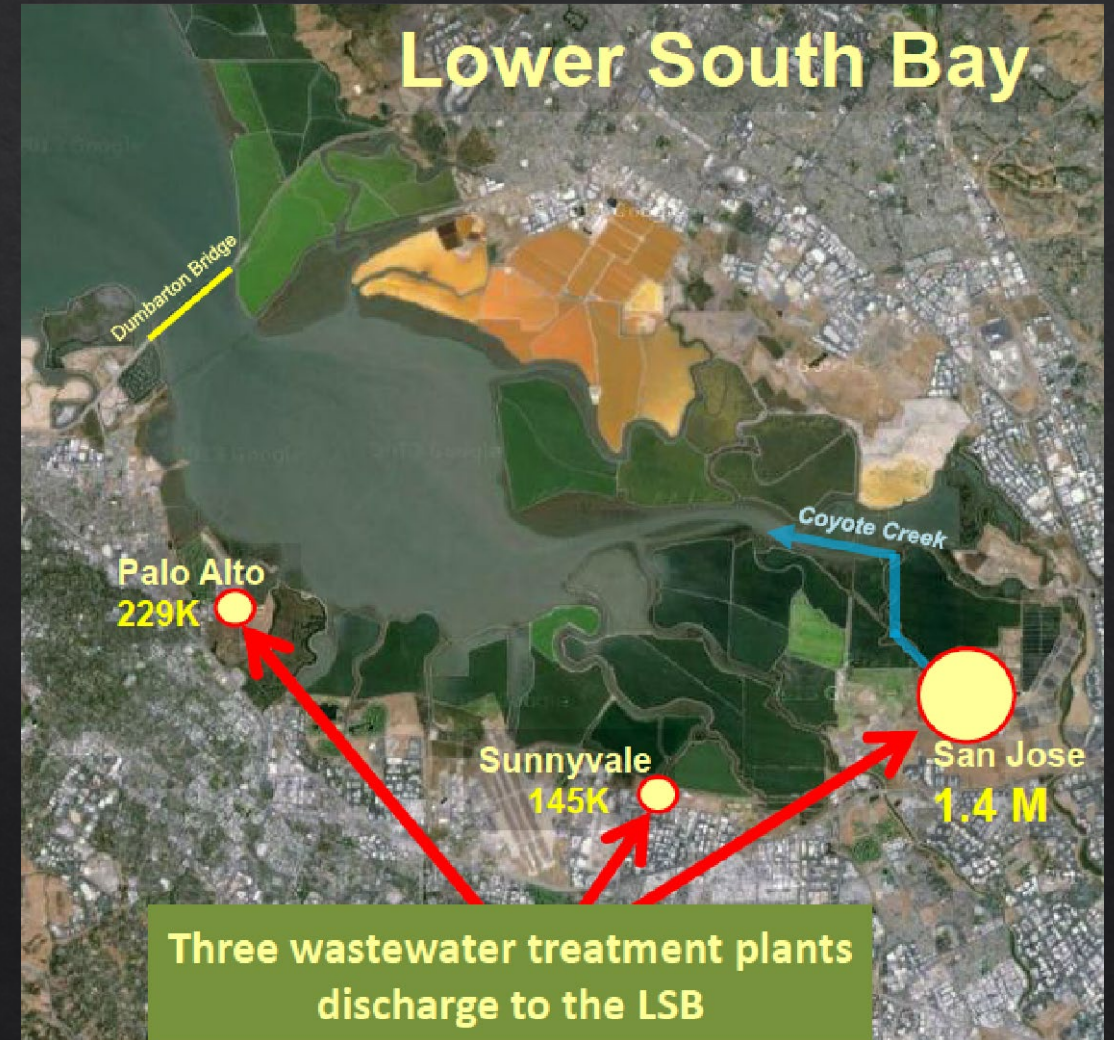 Lower South Bay
Dumbarton Bridge
Coyote Creek
Palo Alto
229K
Sunnyvale
145K
San Jose
1.4 M
Three wastewater treatment plants
discharge to the LSB